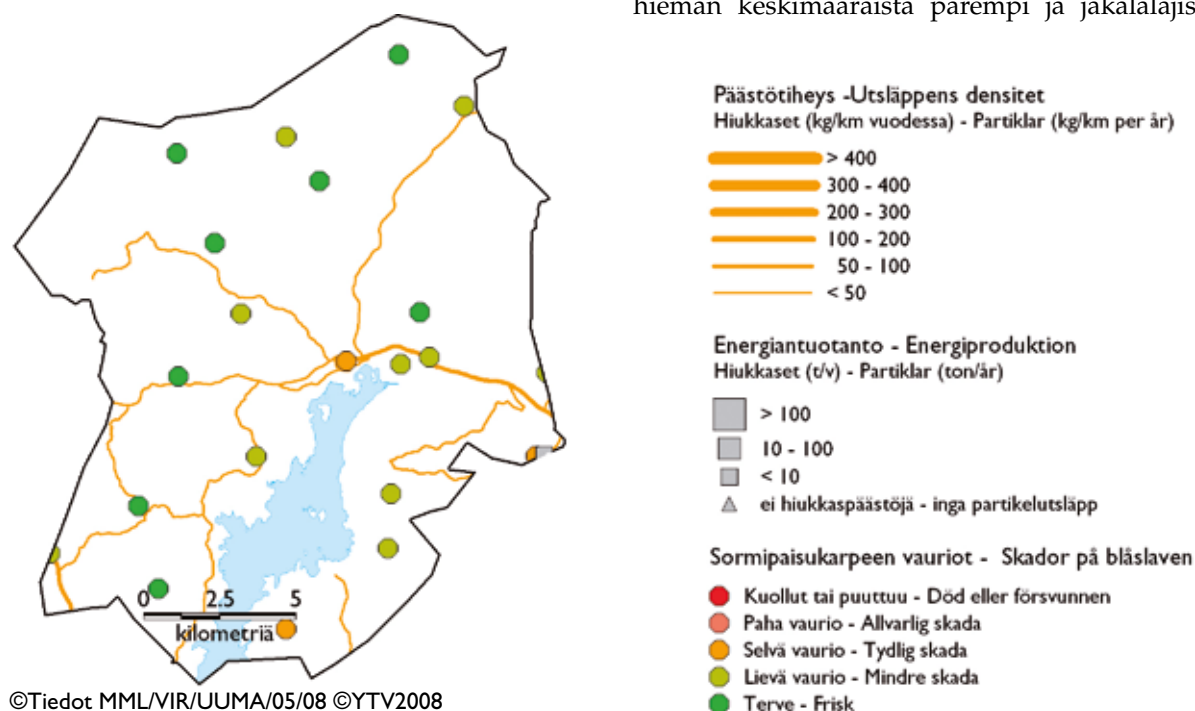 hieman keskimääräistä parempi ja jäkälälajis
Päästötiheys -Utsläppens densitet
Hiukkaset (kg/km vuodessa) - Partiklar (kg/km per år)
> 400
300 - 400
200 - 300
100 - 200
50 - 100
< 50
Energiantuotanto - Energiproduktion
Hiukkaset (t/v) - Partiklar (ton/år)
> 100
10 - 100
< 10
ei hiukkaspäästöjä - inga partikelutsläpp
Sormipaisukarpeen vauriot - Skador på blåslaven
Kuollut tai puuttuu - Död eller försvunnen
Paha vaurio - Allvarlig skada
Selvä vaurio - Tydlig skada
Lievä vaurio - Mindre skada
Terve - Frisk
0 2.5 5
kilometriä
©Tiedot MML/VIR/UUMA/05/08 ©YTV2008